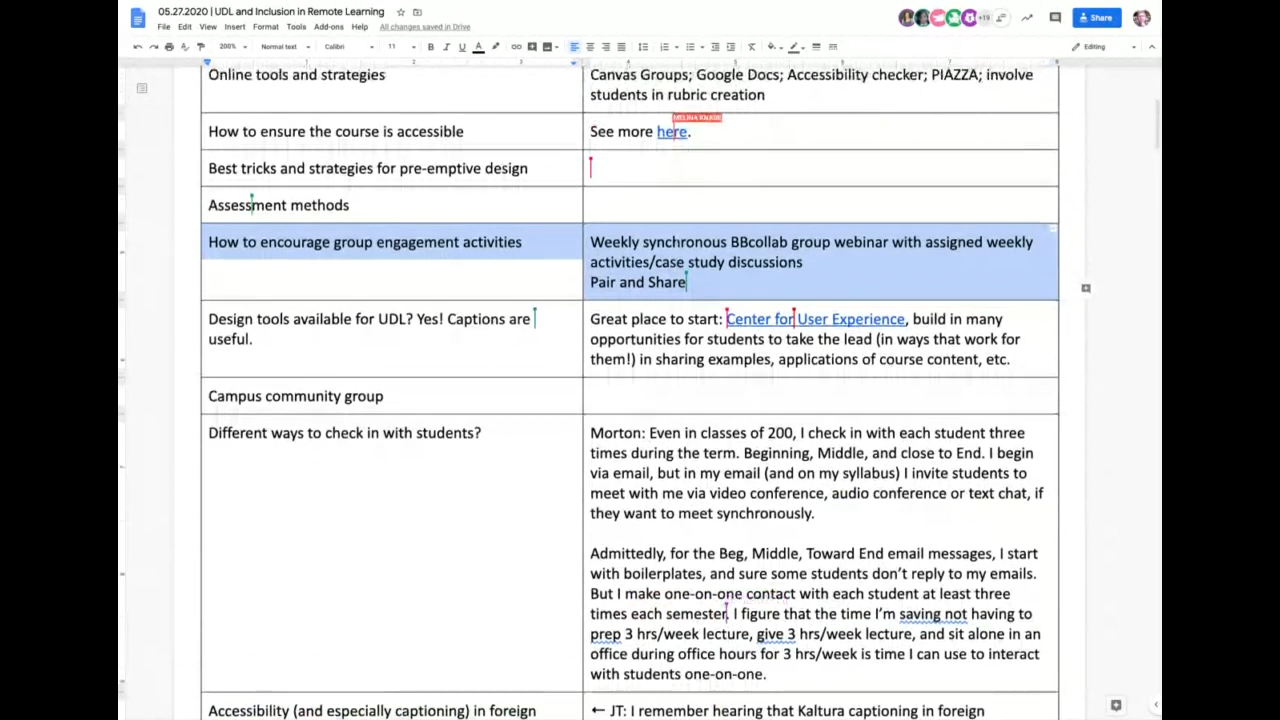 05.27.2020 | UDL and Inclusion in Remote Learning
+19
Share
File Edit View Insert Format Tools Add-ons Help All changes saved in Drive
200% Normal text Calibri 11 B I U A Editing
Online tools and strategies
Canvas Groups; Google Docs; Accessibility checker; PIAZZA; involve
students in rubric creation
How to ensure the course is accessible
See more here.
Best tricks and strategies for pre-emptive design
Assessment methods
How to encourage group engagement activities
Weekly synchronous BBcollab group webinar with assigned weekly
activities/case study discussions
Pair and Share
Design tools available for UDL? Yes! Captions are
useful.
Great place to start: Center for User Experience, build in many
opportunities for students to take the lead (in ways that work for
them!) in sharing examples, applications of course content, etc.
Campus community group
Different ways to check in with students?
Morton: Even in classes of 200, I check in with each student three
times during the term. Beginning, Middle, and close to End. I begin
via email, but in my email (and on my syllabus) I invite students to
meet with me via video conference, audio conference or text chat, if
they want to meet synchronously.
Admittedly, for the Beg, Middle, Toward End email messages, I start
with boilerplates, and sure some students don't reply to my emails.
But I make one-on-one contact with each student at least three
times each semester. I figure that the time I'm saving not having to
prep 3 hrs/week lecture, give 3 hrs/week lecture, and sit alone in an
office during office hours for 3 hrs/week is time I can use to interact
with students one-on-one.
Accessibility (and especially captioning) in foreign
← JT: I remember hearing that Kaltura captioning in foreign